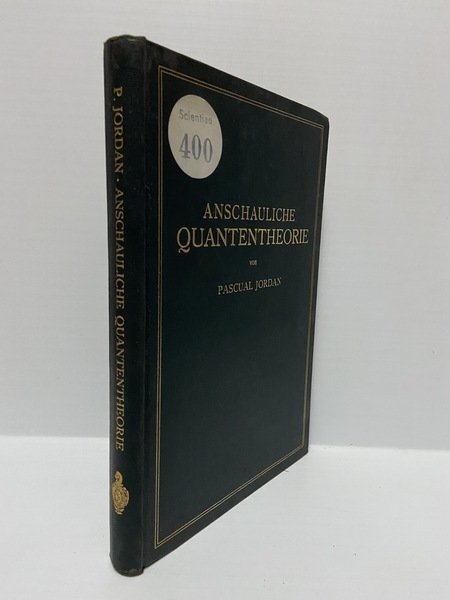 P. JORDAN · ANSCHAULICHE QUANTENTHEORIE
Scientia
400
ANSCHAULICHE
QUANTENTHEORIE
VON
PASCUAL JORDAN